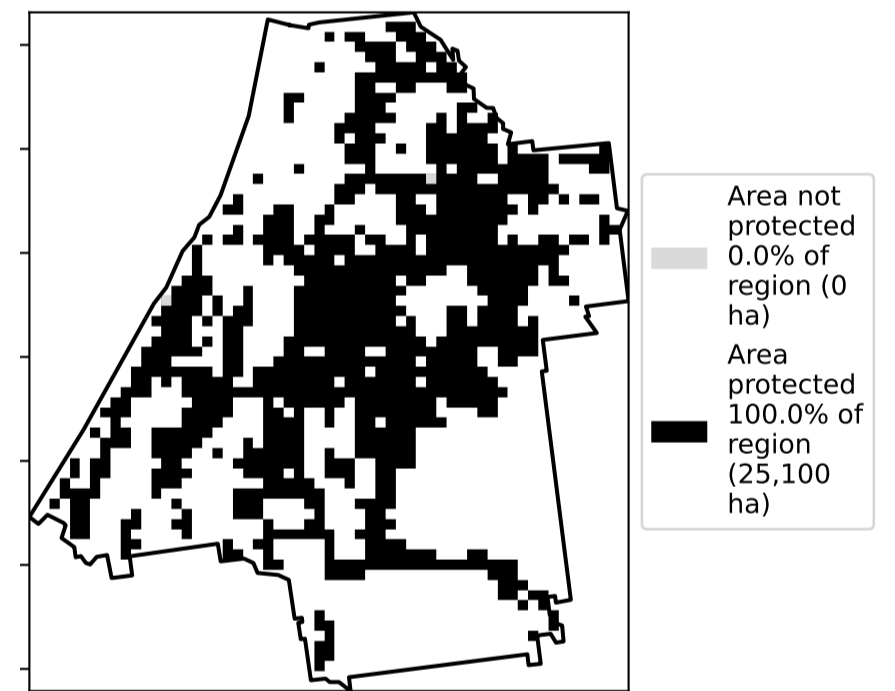 Area not
protected
0.0% of
region (0
ha)
Area
protected
100.0% of
region
(25,100
ha)